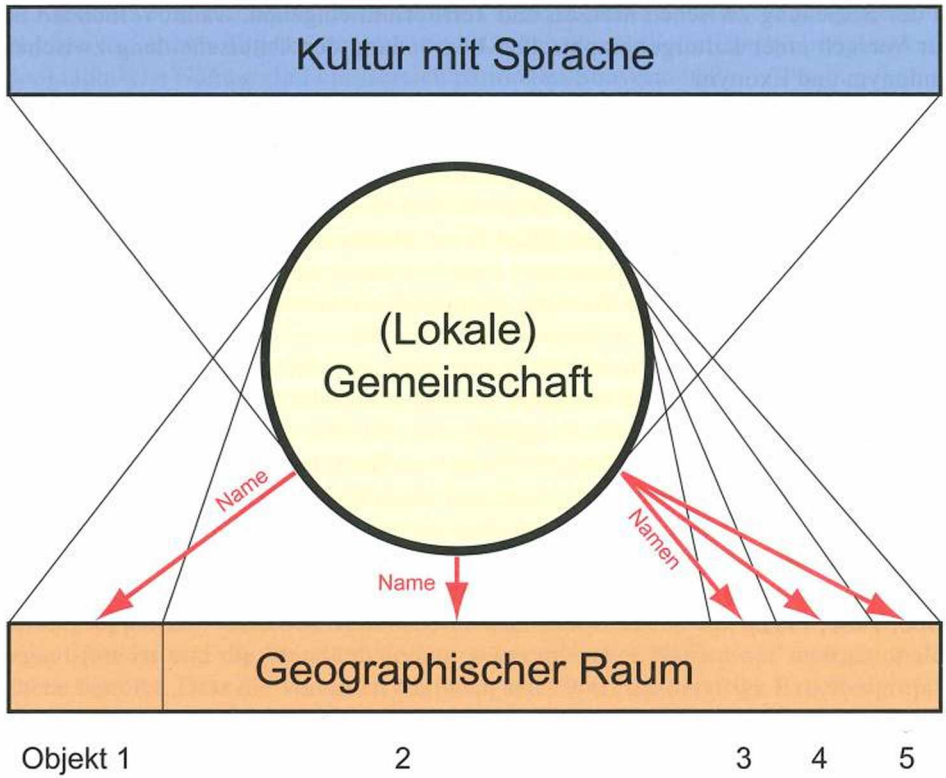 Kultur mit Sprache
(Lokale)
Gemeinschaft
Name
Name
Namen
Geographischer Raum
Objekt 1
2
3
4
5